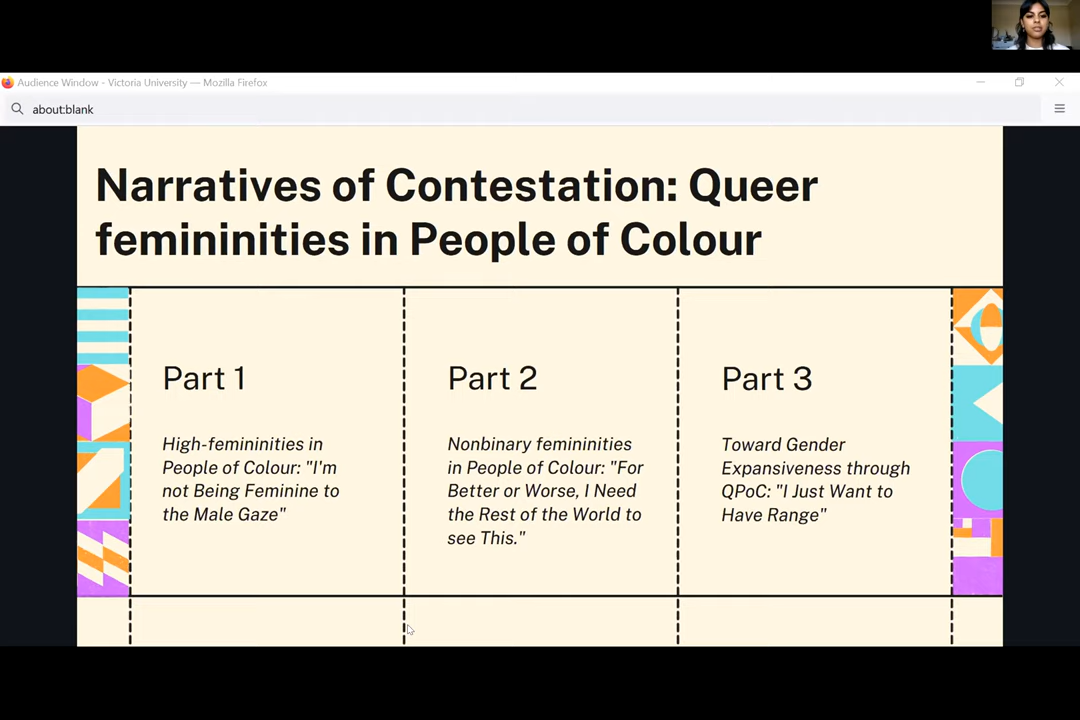 Audience Window - Victoria University — Mozilla Firefox
about:blank
Narratives of Contestation: Queer
femininities in People of Colour
Part 1
High-femininities in
People of Colour: "I'm
not Being Feminine to
the Male Gaze"
Part 2
Nonbinary femininities
in People of Colour: "For
Better or Worse, I Need
the Rest of the World to
see This."
Part 3
Toward Gender
Expansiveness through
QPoC: "I Just Want to
Have Range"